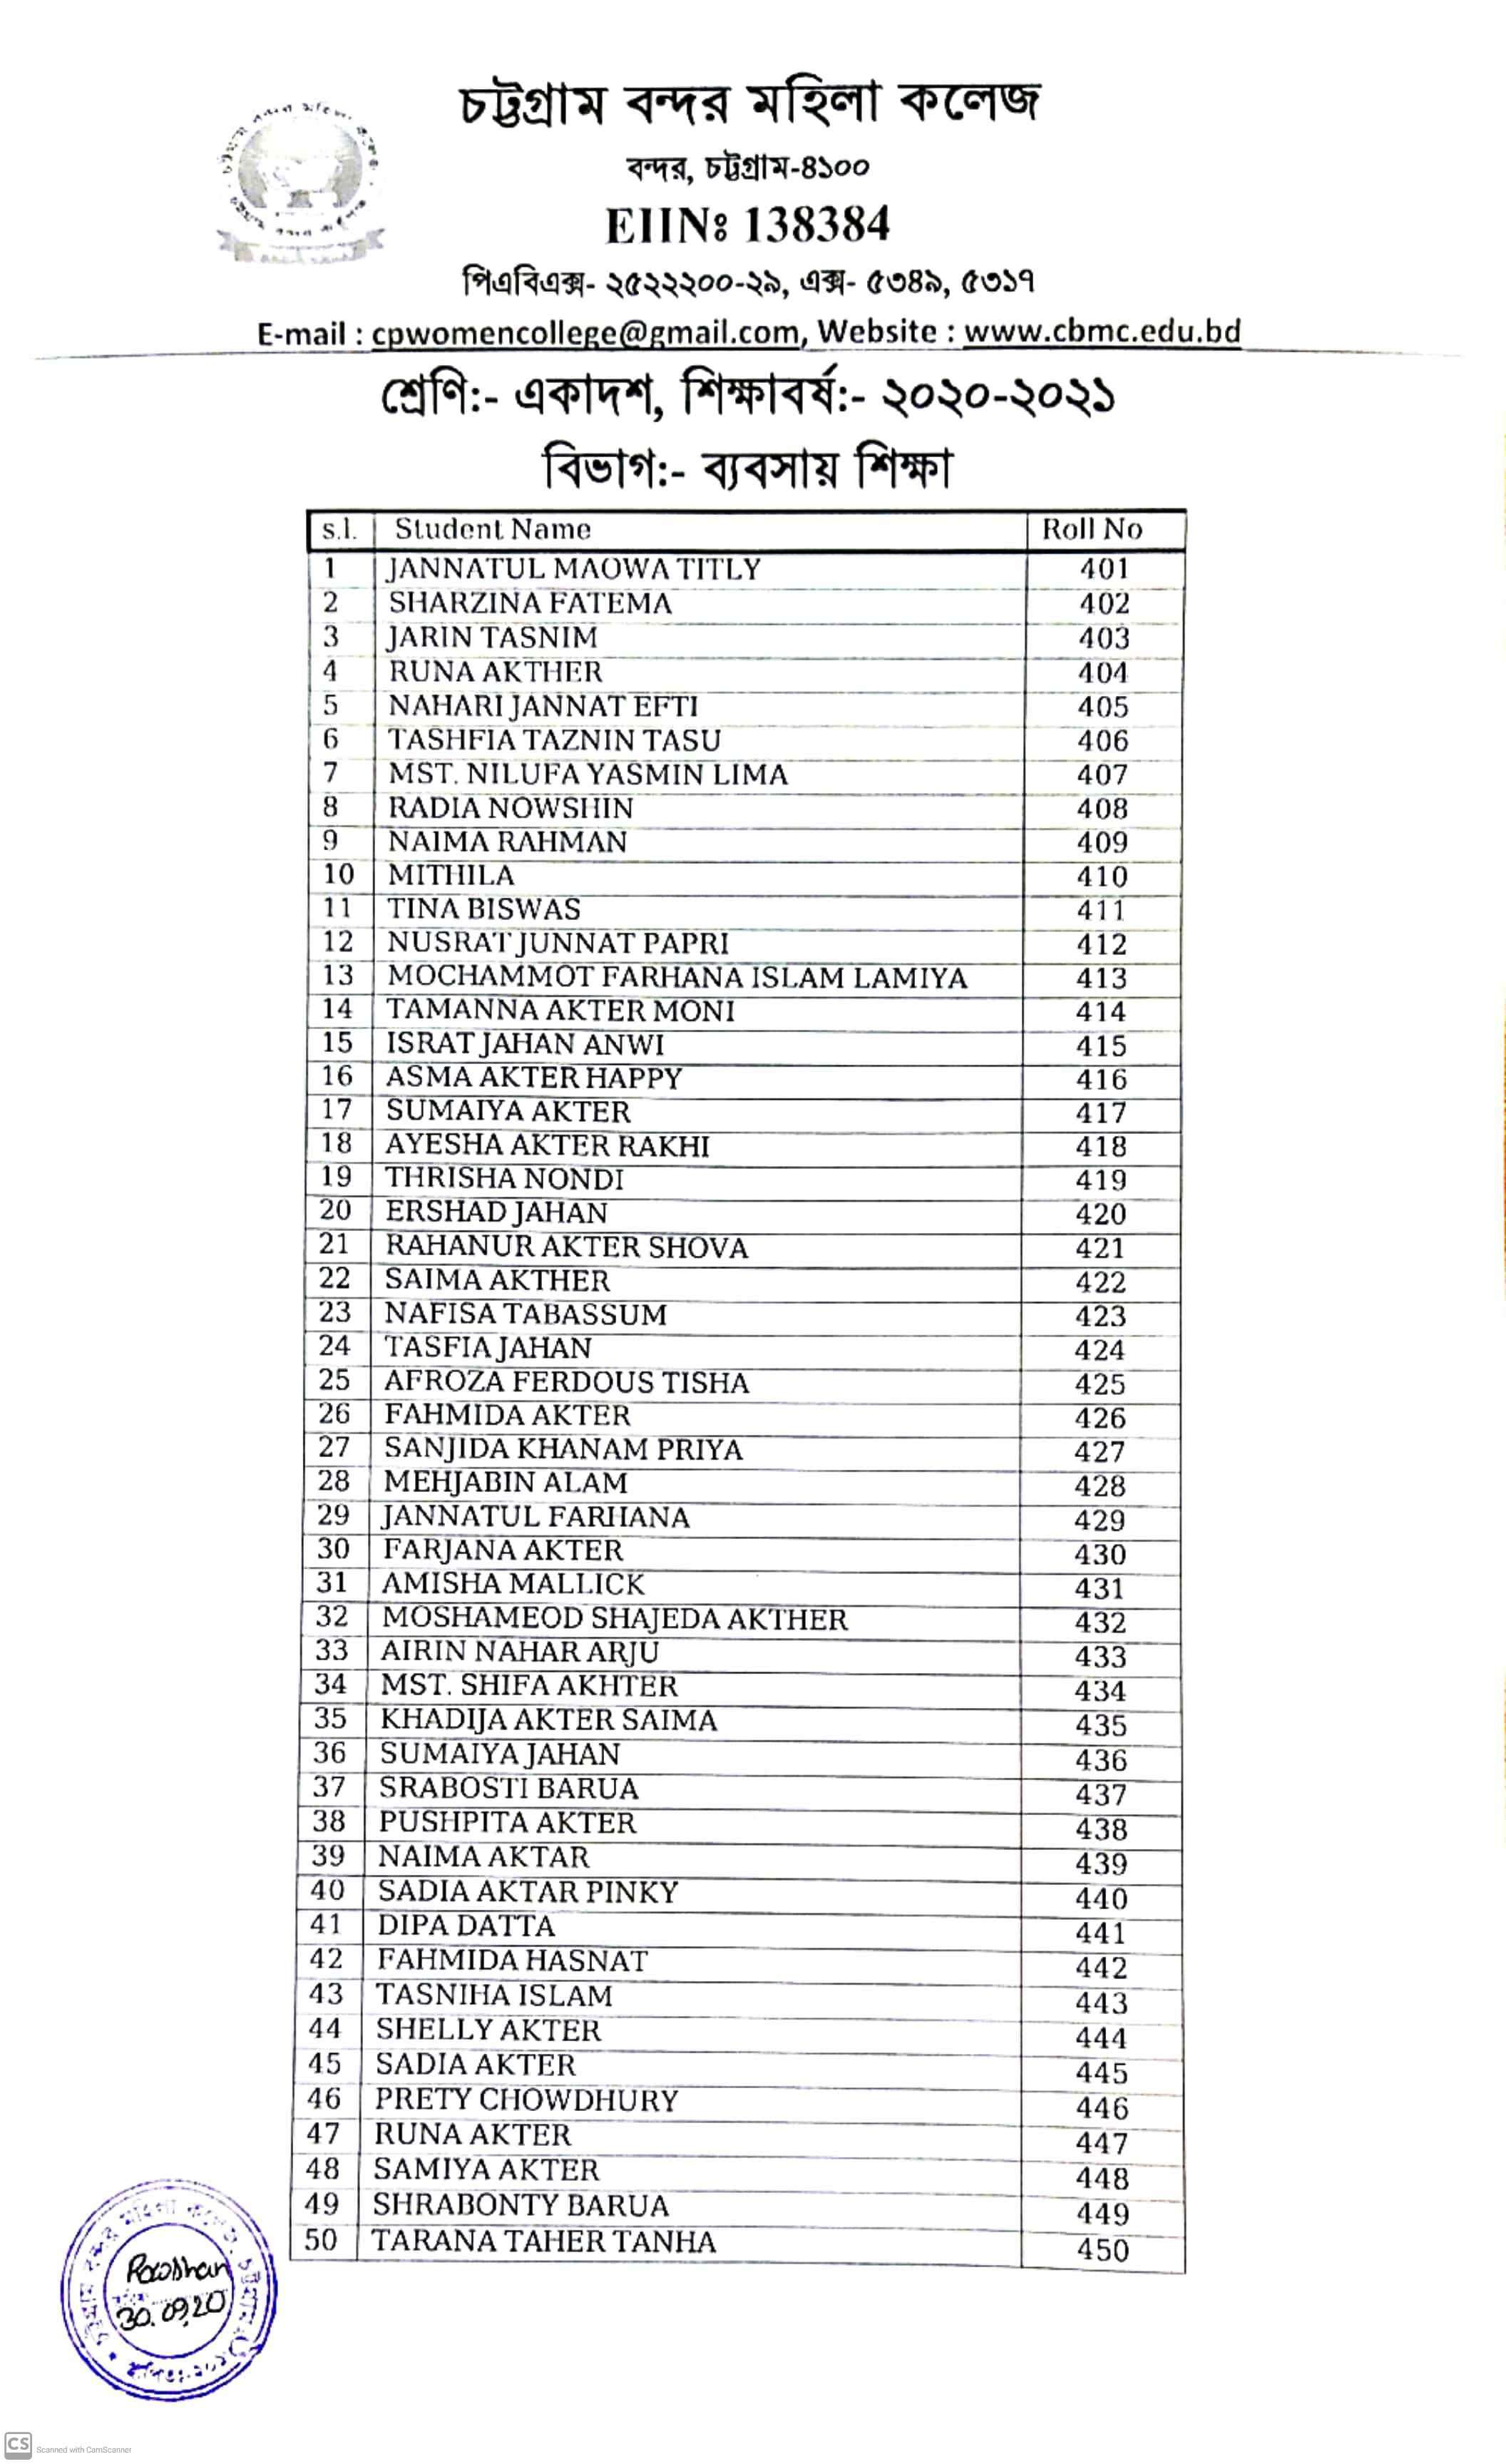 চট্টগ্রাম বন্দর মহিলা কলেজ
বন্দর, চট্টগ্রাম-৪১০০
EIINঃ 138384
পিএবিএক্স- ২৫২২২০০-২৯, এক্স- ৫৩৪৯, ৫৩১৭
E-mail : cpwomencollege@gmail.com, Website : www.cbmc.edu.bd
শ্রেণি:- একাদশ, শিক্ষাবর্ষ:- ২০২০-২০২১
বিভাগ:- ব্যবসায় শিক্ষা
s.l. Student Name Roll No
1 JANNATUL MAOWA TITLY 401
2 SHARZINA FATEMA 402
3 JARIN TASNIM 403
4 RUNA AKTHER 404
5 NAHARI JANNAT EFTI 405
6 TASHFIA TAZNIN TASU 406
7 MST. NILUFA YASMIN LIMA 407
8 RADIA NOWSHIN 408
9 NAIMA RAHMAN 409
10 MITHILA 410
11 TINA BISWAS 411
12 NUSRAT JUNNAT PAPRI 412
13 MOCHAMMOT FARHANA ISLAM LAMIYA 413
14 TAMANNA AKTER MONI 414
15 ISRAT JAHAN ANWI 415
16 ASMA AKTER HAPPY 416
17 SUMAIYA AKTER 417
18 AYESHA AKTER RAKHI 418
19 THRISHA NONDI 419
20 ERSHAD JAHAN 420
21 RAHANUR AKTER SHOVA 421
22 SAIMA AKTHER 422
23 NAFISA TABASSUM 423
24 TASFIA JAHAN 424
25 AFROZA FERDOUS TISHA 425
26 FAHMIDA AKTER 426
27 SANJIDA KHANAM PRIYA 427
28 MEHJABIN ALAM 428
29 JANNATUL FARHANA 429
30 FARJANA AKTER 430
31 AMISHA MALLICK 431
32 MOSHAMEOD SHAJEDA AKTHER 432
33 AIRIN NAHAR ARJU 433
34 MST. SHIFA AKHTER 434
35 KHADIJA AKTER SAIMA 435
36 SUMAIYA JAHAN 436
37 SRABOSTI BARUA 437
38 PUSHPITA AKTER 438
39 NAIMA AKTAR 439
40 SADIA AKTAR PINKY 440
41 DIPA DATTA 441
42 FAHMIDA HASNAT 442
43 TASNIHA ISLAM 443
44 SHELLY AKTER 444
45 SADIA AKTER 445
46 PRETY CHOWDHURY 446
47 RUNA AKTER 447
48 SAMIYA AKTER 448
49 SHRABONTY BARUA 449
50 TARANA TAHER TANHA 450
Rowshan
30.09.20
CS Scanned with CamScanner